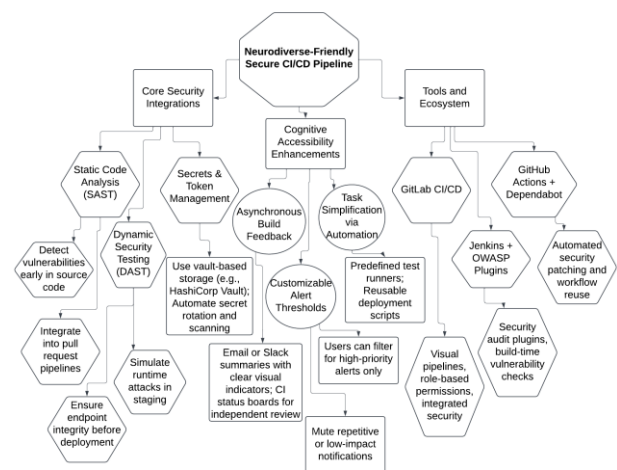 Neurodiverse-Friendly
Secure CI/CD Pipeline
Core Security
Integrations
Cognitive
Accessibility
Enhancements
Tools and
Ecosystem
Static Code
Analysis
(SAST)
Secrets &
Token
Management
Asynchronous
Build
Feedback
Task
Simplification
via
Automation
GitLab CI/CD
GitHub
Actions +
Dependabot
Dynamic
Security
Testing
(DAST)
Customizable
Alert
Thresholds
Jenkins +
OWASP
Plugins
Detect
vulnerabilities
early in source
code
Use vault-based
storage (e.g.,
HashiCorp Vault);
Automate secret
rotation and
scanning
Predefined test
runners;
Reusable
deployment
scripts
Automated
security
patching and
workflow
reuse
Integrate
into pull
request
pipelines
Simulate
runtime
attacks in
staging
Email or Slack
summaries with
clear visual
indicators; CI
status boards for
independent review
Users can filter
for high-priority
alerts only
Visual
pipelines,
role-based
permissions,
integrated
security
Security
audit plugins,
build-time
vulnerability
checks
Ensure
endpoint
integrity before
deployment
Mute repetitive
or low-impact
notifications